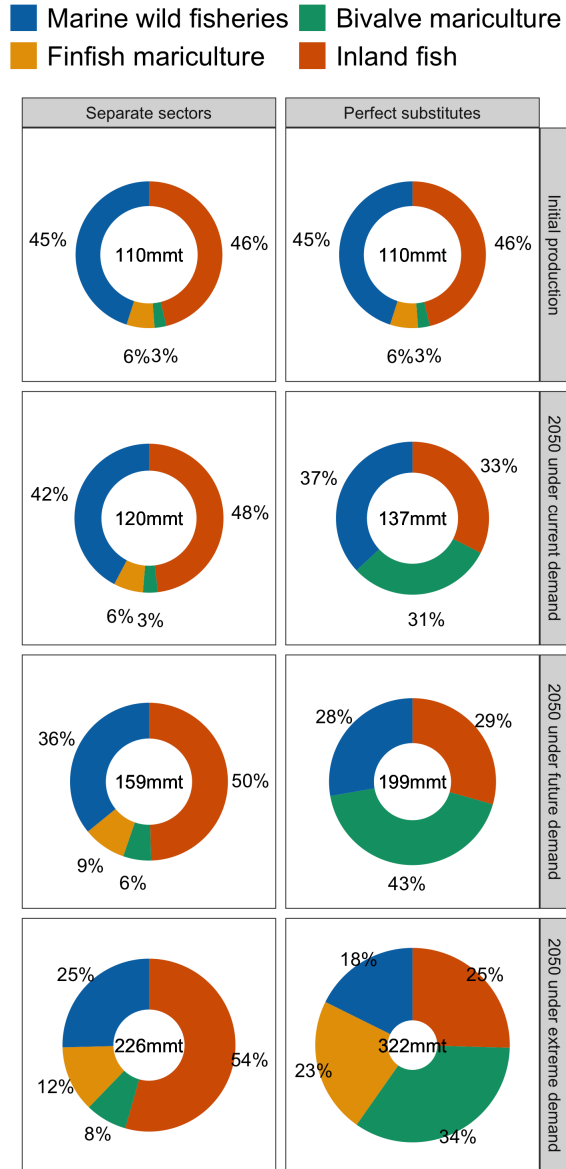 Marine wild fisheries Bivalve mariculture
Finfish mariculture Inland fish
Separate sectors Perfect substitutes
Initial production
45% 110mmt 46% 45% 110mmt 46%
6% 3% 6% 3%
2050 under current demand
42% 120mmt 48% 37% 137mmt 33%
6% 3% 31%
2050 under future demand
36% 159mmt 50% 28% 199mmt 29%
9% 6% 43%
2050 under extreme demand
25% 226mmt 54% 18% 322mmt 25%
12% 8% 23% 34%